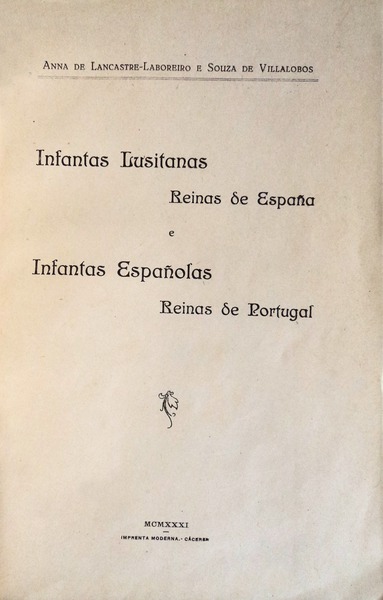 Anna de Lancastre-Laboreiro e Souza de Villalobos
Infantas Lusitanas
Reinas de España
e
Infantas Españolas
Reinas de Portugal
MCMXXXI
IMPRENTA MODERNA.- CÁCERES